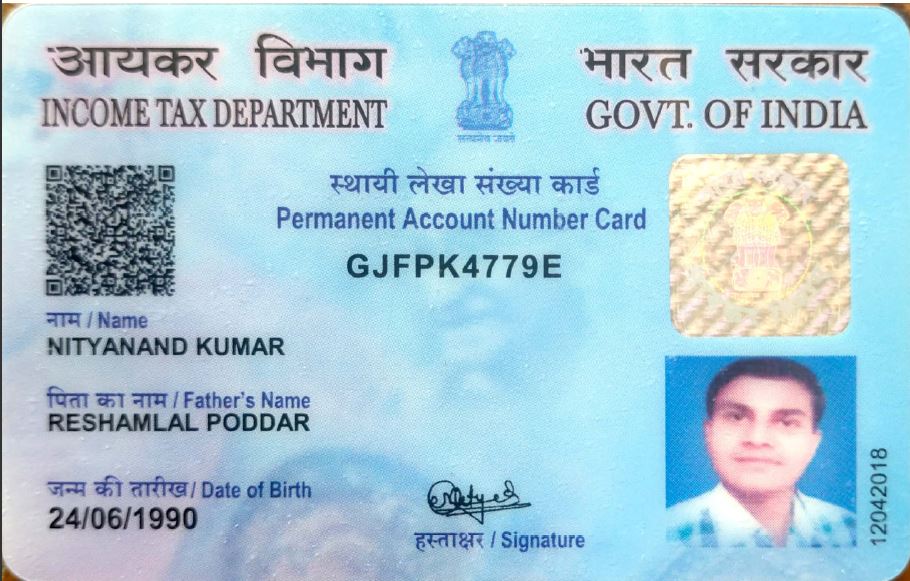 आयकर विभाग
INCOME TAX DEPARTMENT
सत्यमेव जयते
भारत सरकार
GOVT. OF INDIA
स्थायी लेखा संख्या कार्ड
Permanent Account Number Card
GJFPK4779E
नाम / Name
NITYANAND KUMAR
पिता का नाम / Father's Name
RESHAMLAL PODDAR
जन्म की तारीख / Date of Birth
24/06/1990
हस्ताक्षर / Signature
12042018